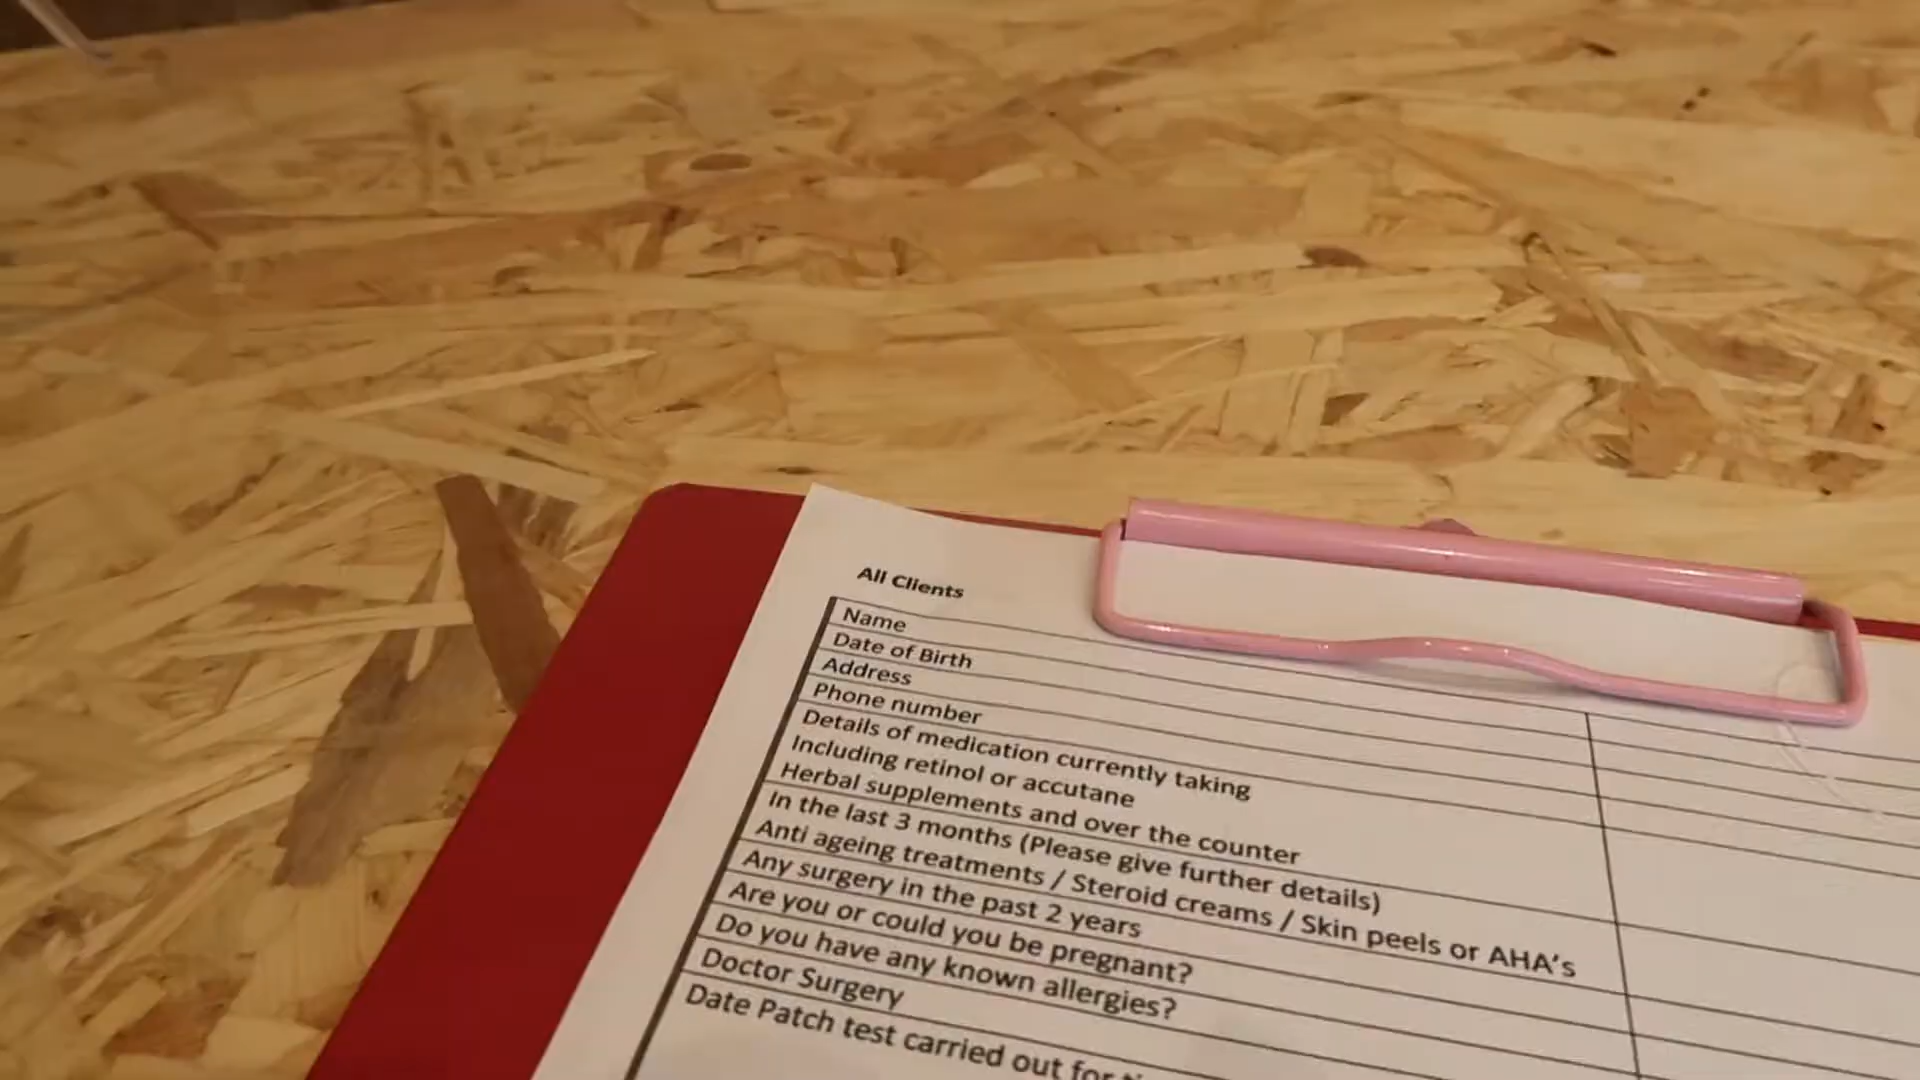 All Clients
Name
Date of Birth
Address
Phone number
Details of medication currently taking
Including retinol or accutane
Herbal supplements and over the counter
In the last 3 months (Please give further details)
Anti ageing treatments / Steroid creams / Skin peels or AHA's
Any surgery in the past 2 years
Are you or could you be pregnant?
Do you have any known allergies?
Doctor Surgery
Date Patch test carried out for